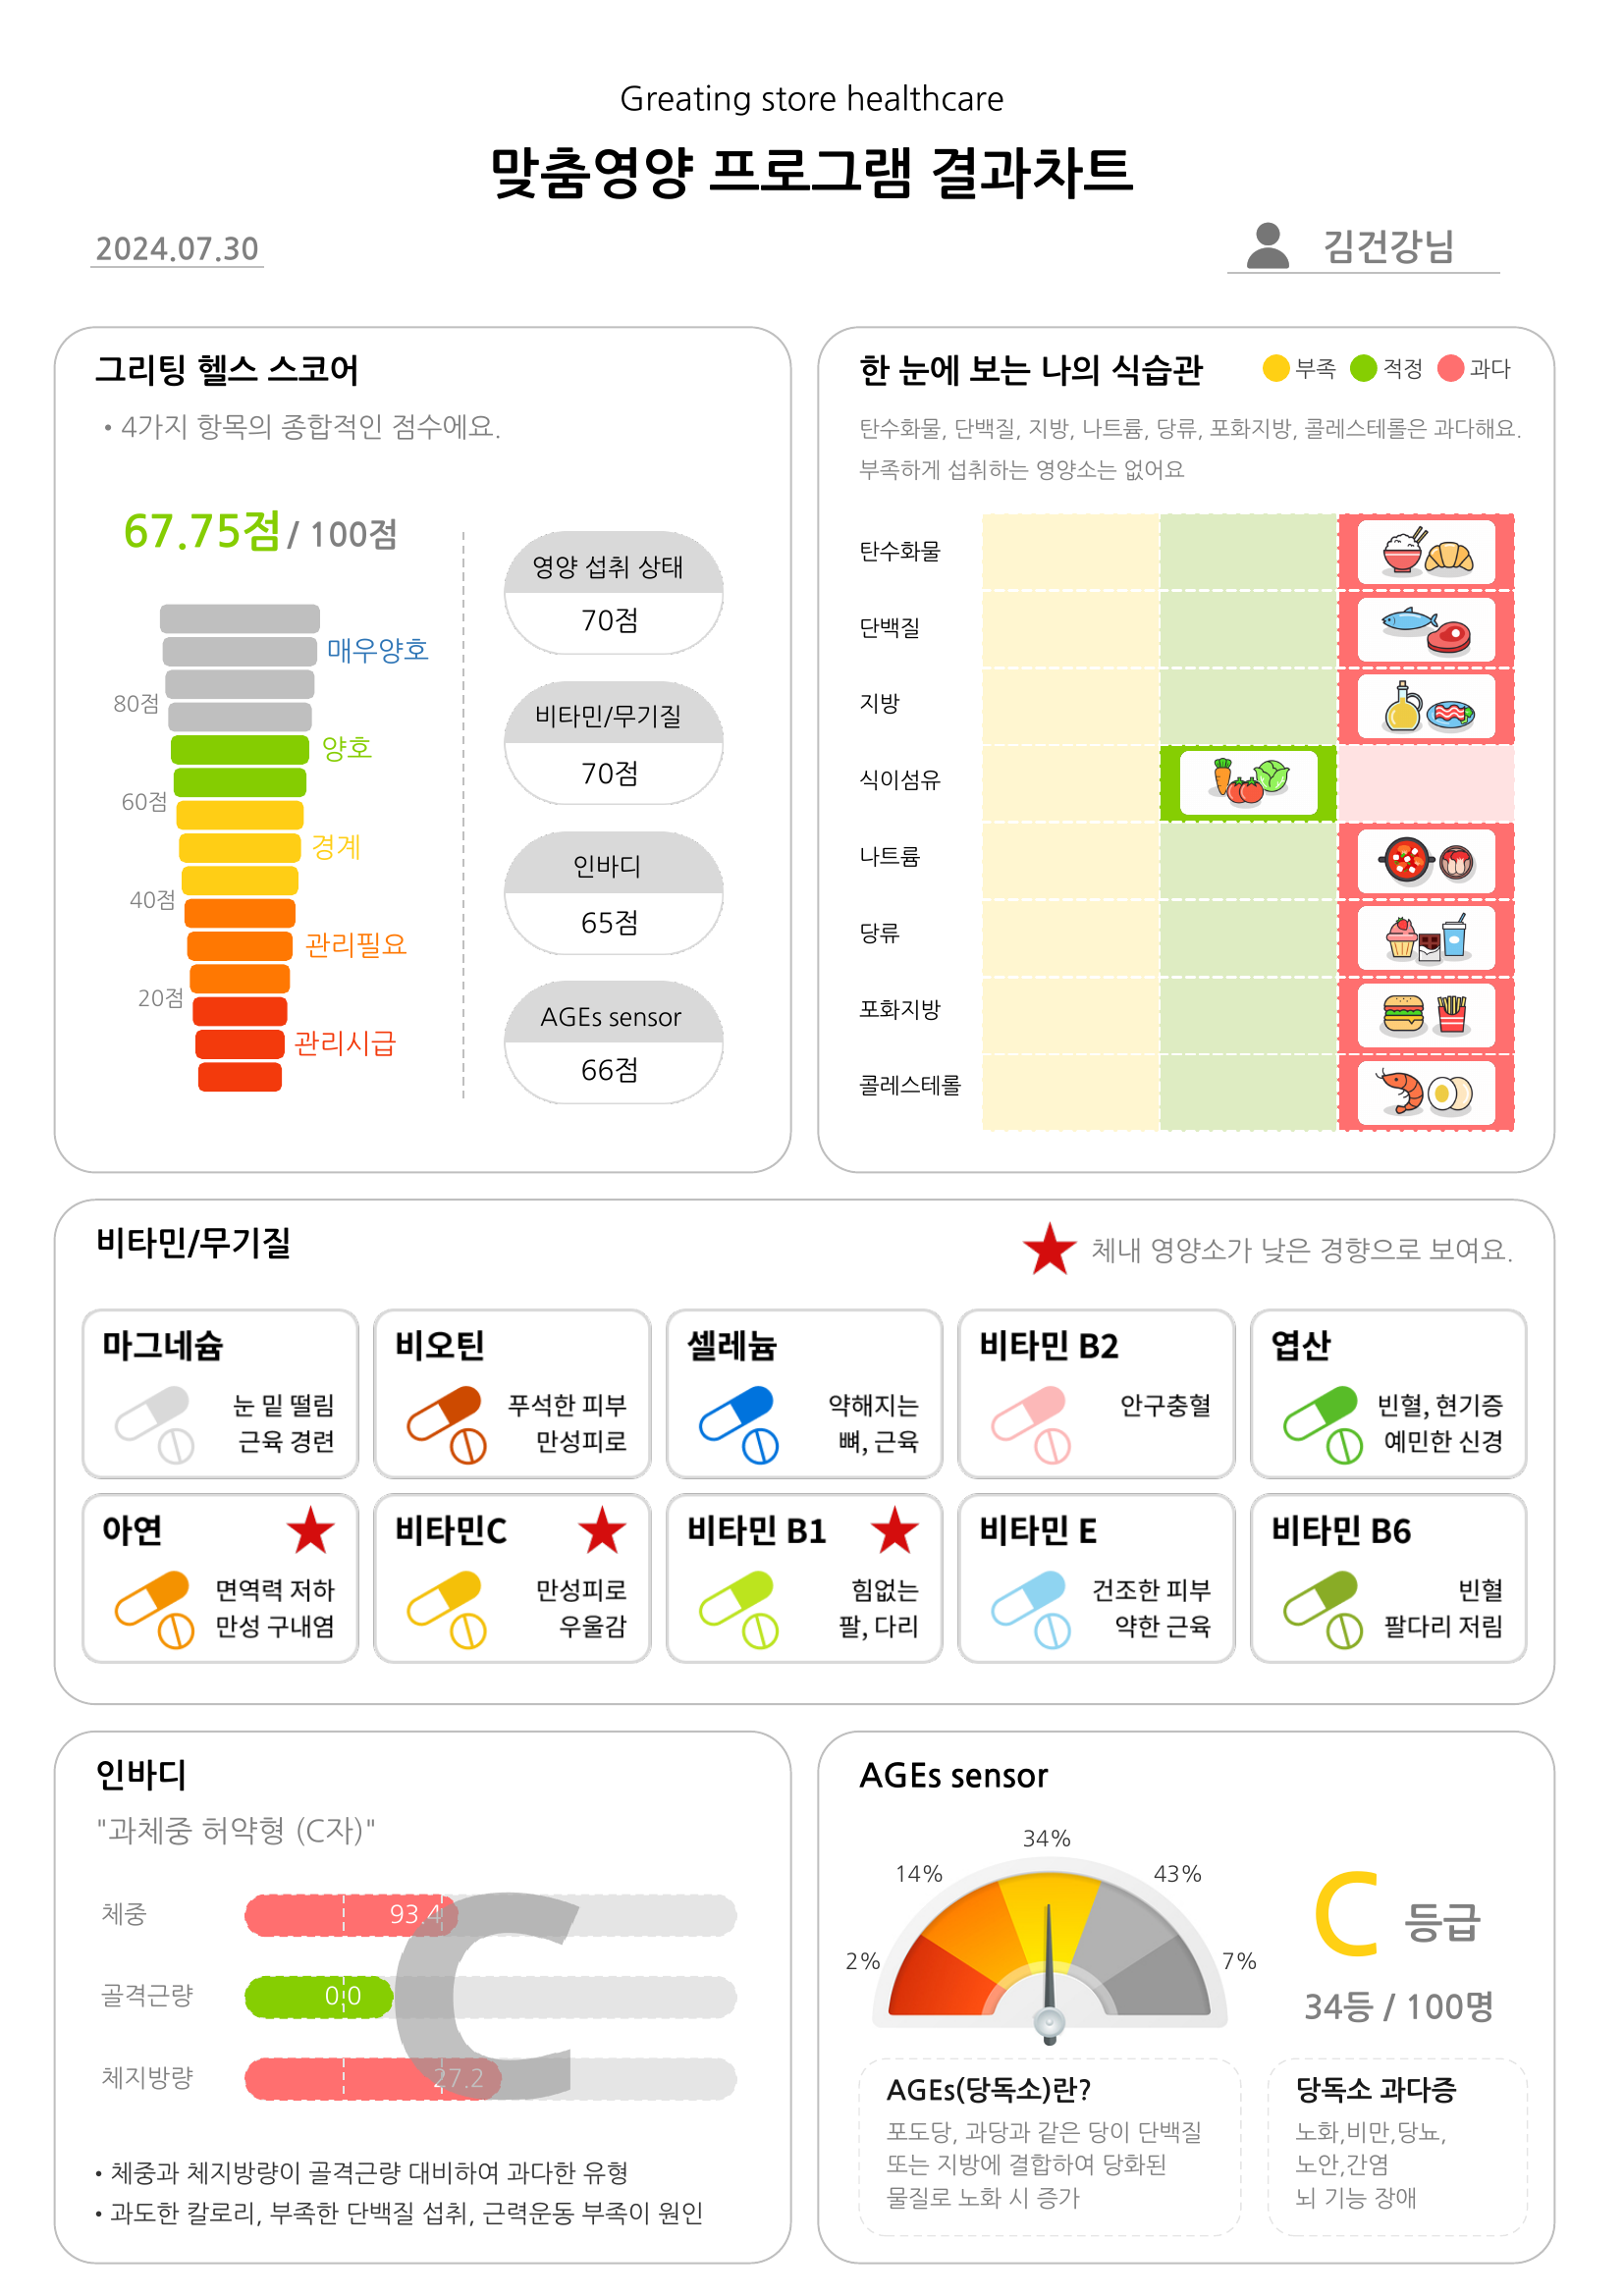 Greating store healthcare
맞춤영양 프로그램 결과차트
2024.07.30
김건강님
그리팅 헬스 스코어
• 4가지 항목의 종합적인 점수에요.
67.75점 / 100점
매우양호
80점
양호
60점
경계
40점
관리필요
20점
관리시급
영양 섭취 상태
70점
비타민/무기질
70점
인바디
65점
AGEs sensor
66점
한 눈에 보는 나의 식습관
부족 적정 과다
탄수화물, 단백질, 지방, 나트륨, 당류, 포화지방, 콜레스테롤은 과다해요.
부족하게 섭취하는 영양소는 없어요
탄수화물
단백질
지방
식이섬유
나트륨
당류
포화지방
콜레스테롤
비타민/무기질
체내 영양소가 낮은 경향으로 보여요.
마그네슘
눈 밑 떨림
근육 경련
비오틴
푸석한 피부
만성피로
셀레늄
약해지는
뼈, 근육
비타민 B2
안구충혈
엽산
빈혈, 현기증
예민한 신경
아연
면역력 저하
만성 구내염
비타민C
만성피로
우울감
비타민 B1
힘없는
팔, 다리
비타민 E
건조한 피부
약한 근육
비타민 B6
빈혈
팔다리 저림
인바디
"과체중 허약형 (C자)"
체중 93.4
골격근량 0.0
체지방량 27.2
C
• 체중과 체지방량이 골격근량 대비하여 과다한 유형
• 과도한 칼로리, 부족한 단백질 섭취, 근력운동 부족이 원인
AGEs sensor
34%
14%
43%
2%
7%
C 등급
34등 / 100명
AGEs(당독소)란?
포도당, 과당과 같은 당이 단백질
또는 지방에 결합하여 당화된
물질로 노화 시 증가
당독소 과다증
노화,비만,당뇨,
노안,간염
뇌 기능 장애